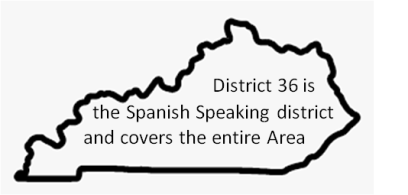 District 36 is
the Spanish Speaking district
and covers the entire Area